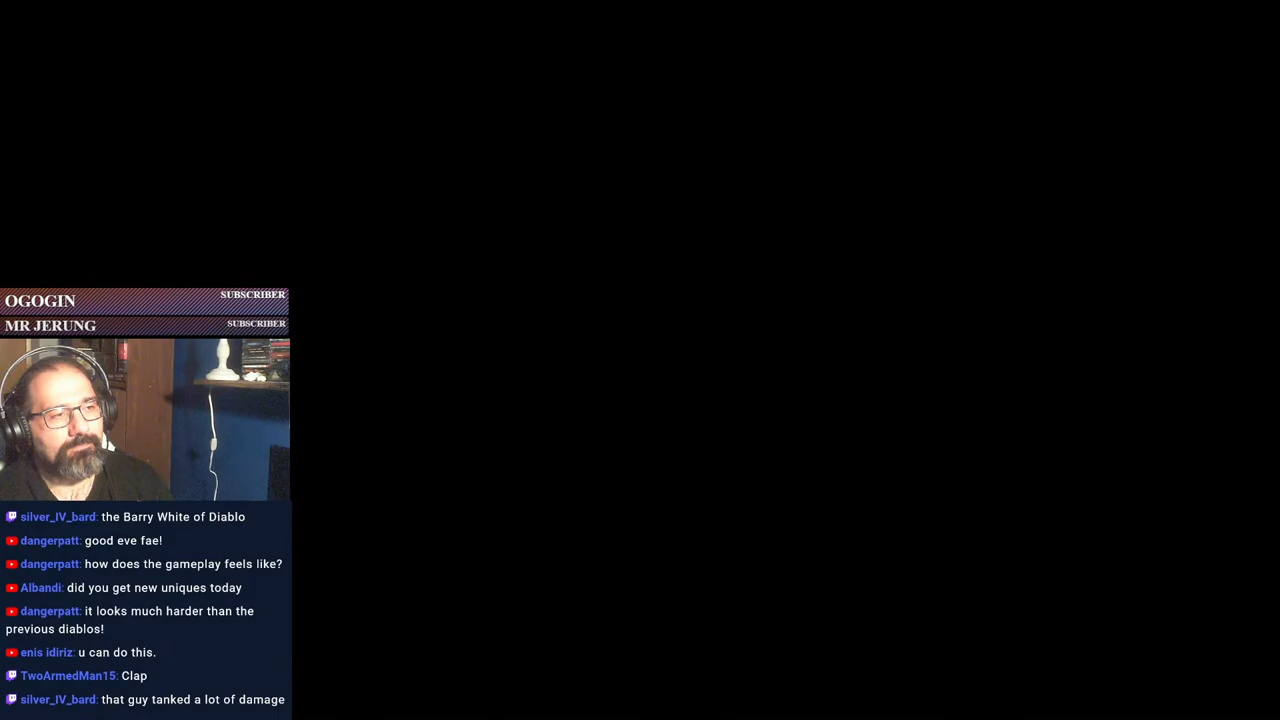 OGOGIN SUBSCRIBER
MR JERUNG SUBSCRIBER
silver_IV_bard: the Barry White of Diablo
dangerpatt: good eve fae!
dangerpatt: how does the gameplay feels like?
Albandi: did you get new uniques today
dangerpatt: it looks much harder than the
previous diablos!
enis idiriz: u can do this.
TwoArmedMan15: Clap
silver_IV_bard: that guy tanked a lot of damage